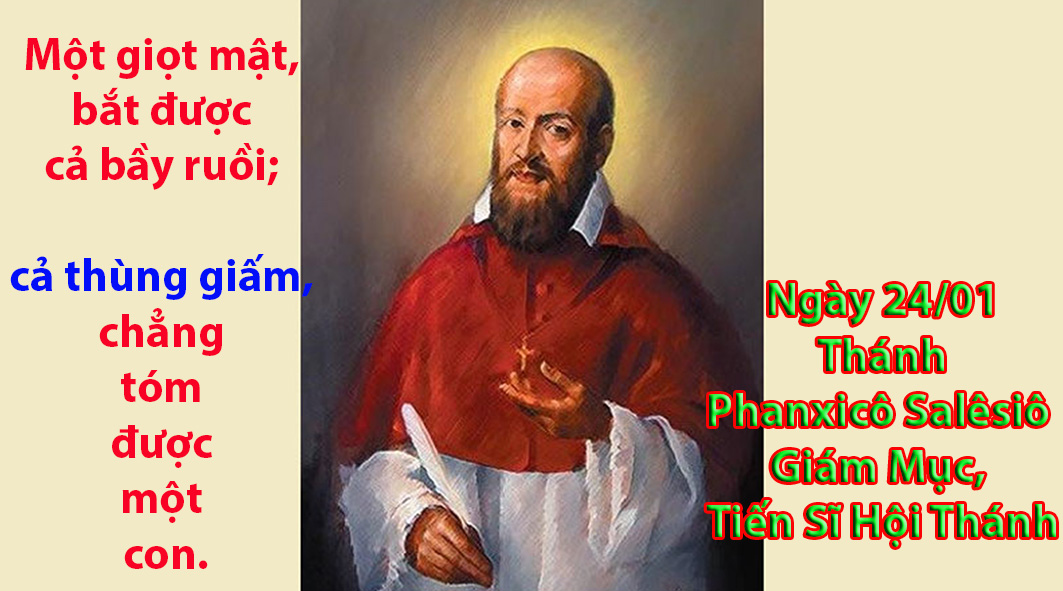 Một giọt mật,
bắt được
cả bầy ruồi;
cả thùng giấm,
chẳng
tóm
được
một
con.
Ngày 24/01
Thánh
Phanxicô Salêsiô
Giám Mục,
Tiến Sĩ Hội Thánh